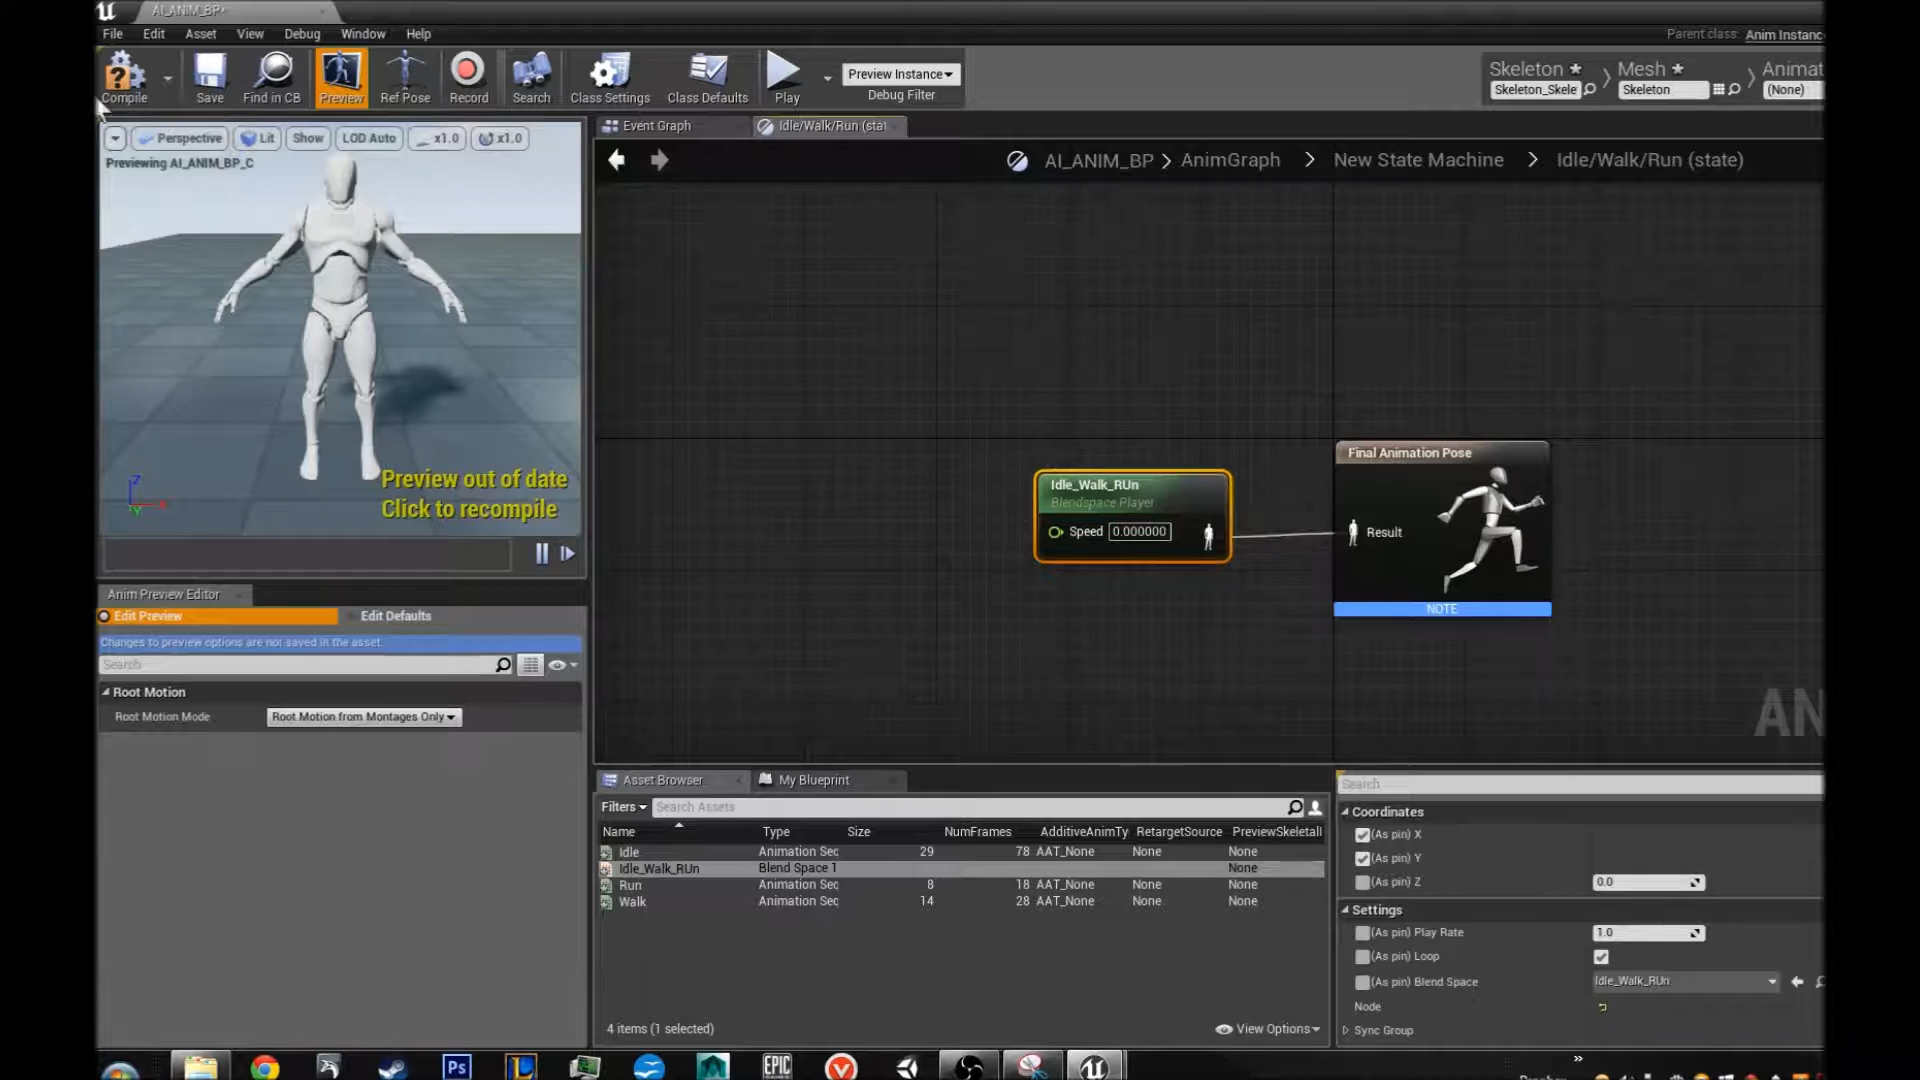 AI_ANIM_BP*
File Edit Asset View Debug Window Help
Parent class: Anim Instanc
Compile Save Find in CB Preview Ref Pose Record Search Class Settings Class Defaults Play
Preview Instance
Debug Filter
Skeleton Mesh Animat
Skeleton_Skele Skeleton (None)
Perspective Lit Show LOD Auto x1.0 x1.0
Previewing AI_ANIM_BP_C
Event Graph Idle/Walk/Run (stat
AI_ANIM_BP > AnimGraph > New State Machine > Idle/Walk/Run (state)
Preview out of date
Click to recompile
Z
X
Y
Idle_Walk_RUn
Blendspace Player
Speed 0.000000
Final Animation Pose
Result
NOTE
AN
Anim Preview Editor
Edit Preview Edit Defaults
Changes to preview options are not saved in the asset.
Search
Root Motion
Root Motion Mode Root Motion from Montages Only
Asset Browser My Blueprint
Filters Search Assets
Name Type Size NumFrames AdditiveAnimTy RetargetSource PreviewSkeletal
Idle Animation Sec 29 78 AAT_None None None
Idle_Walk_RUn Blend Space 1 None
Run Animation Sec 8 18 AAT_None None None
Walk Animation Sec 14 28 AAT_None None None
4 items (1 selected) View Options
Search
Coordinates
(As pin) X
(As pin) Y
(As pin) Z 0.0
Settings
(As pin) Play Rate 1.0
(As pin) Loop
(As pin) Blend Space Idle_Walk_RUn
Node
Sync Group
Ps L EPIC
»